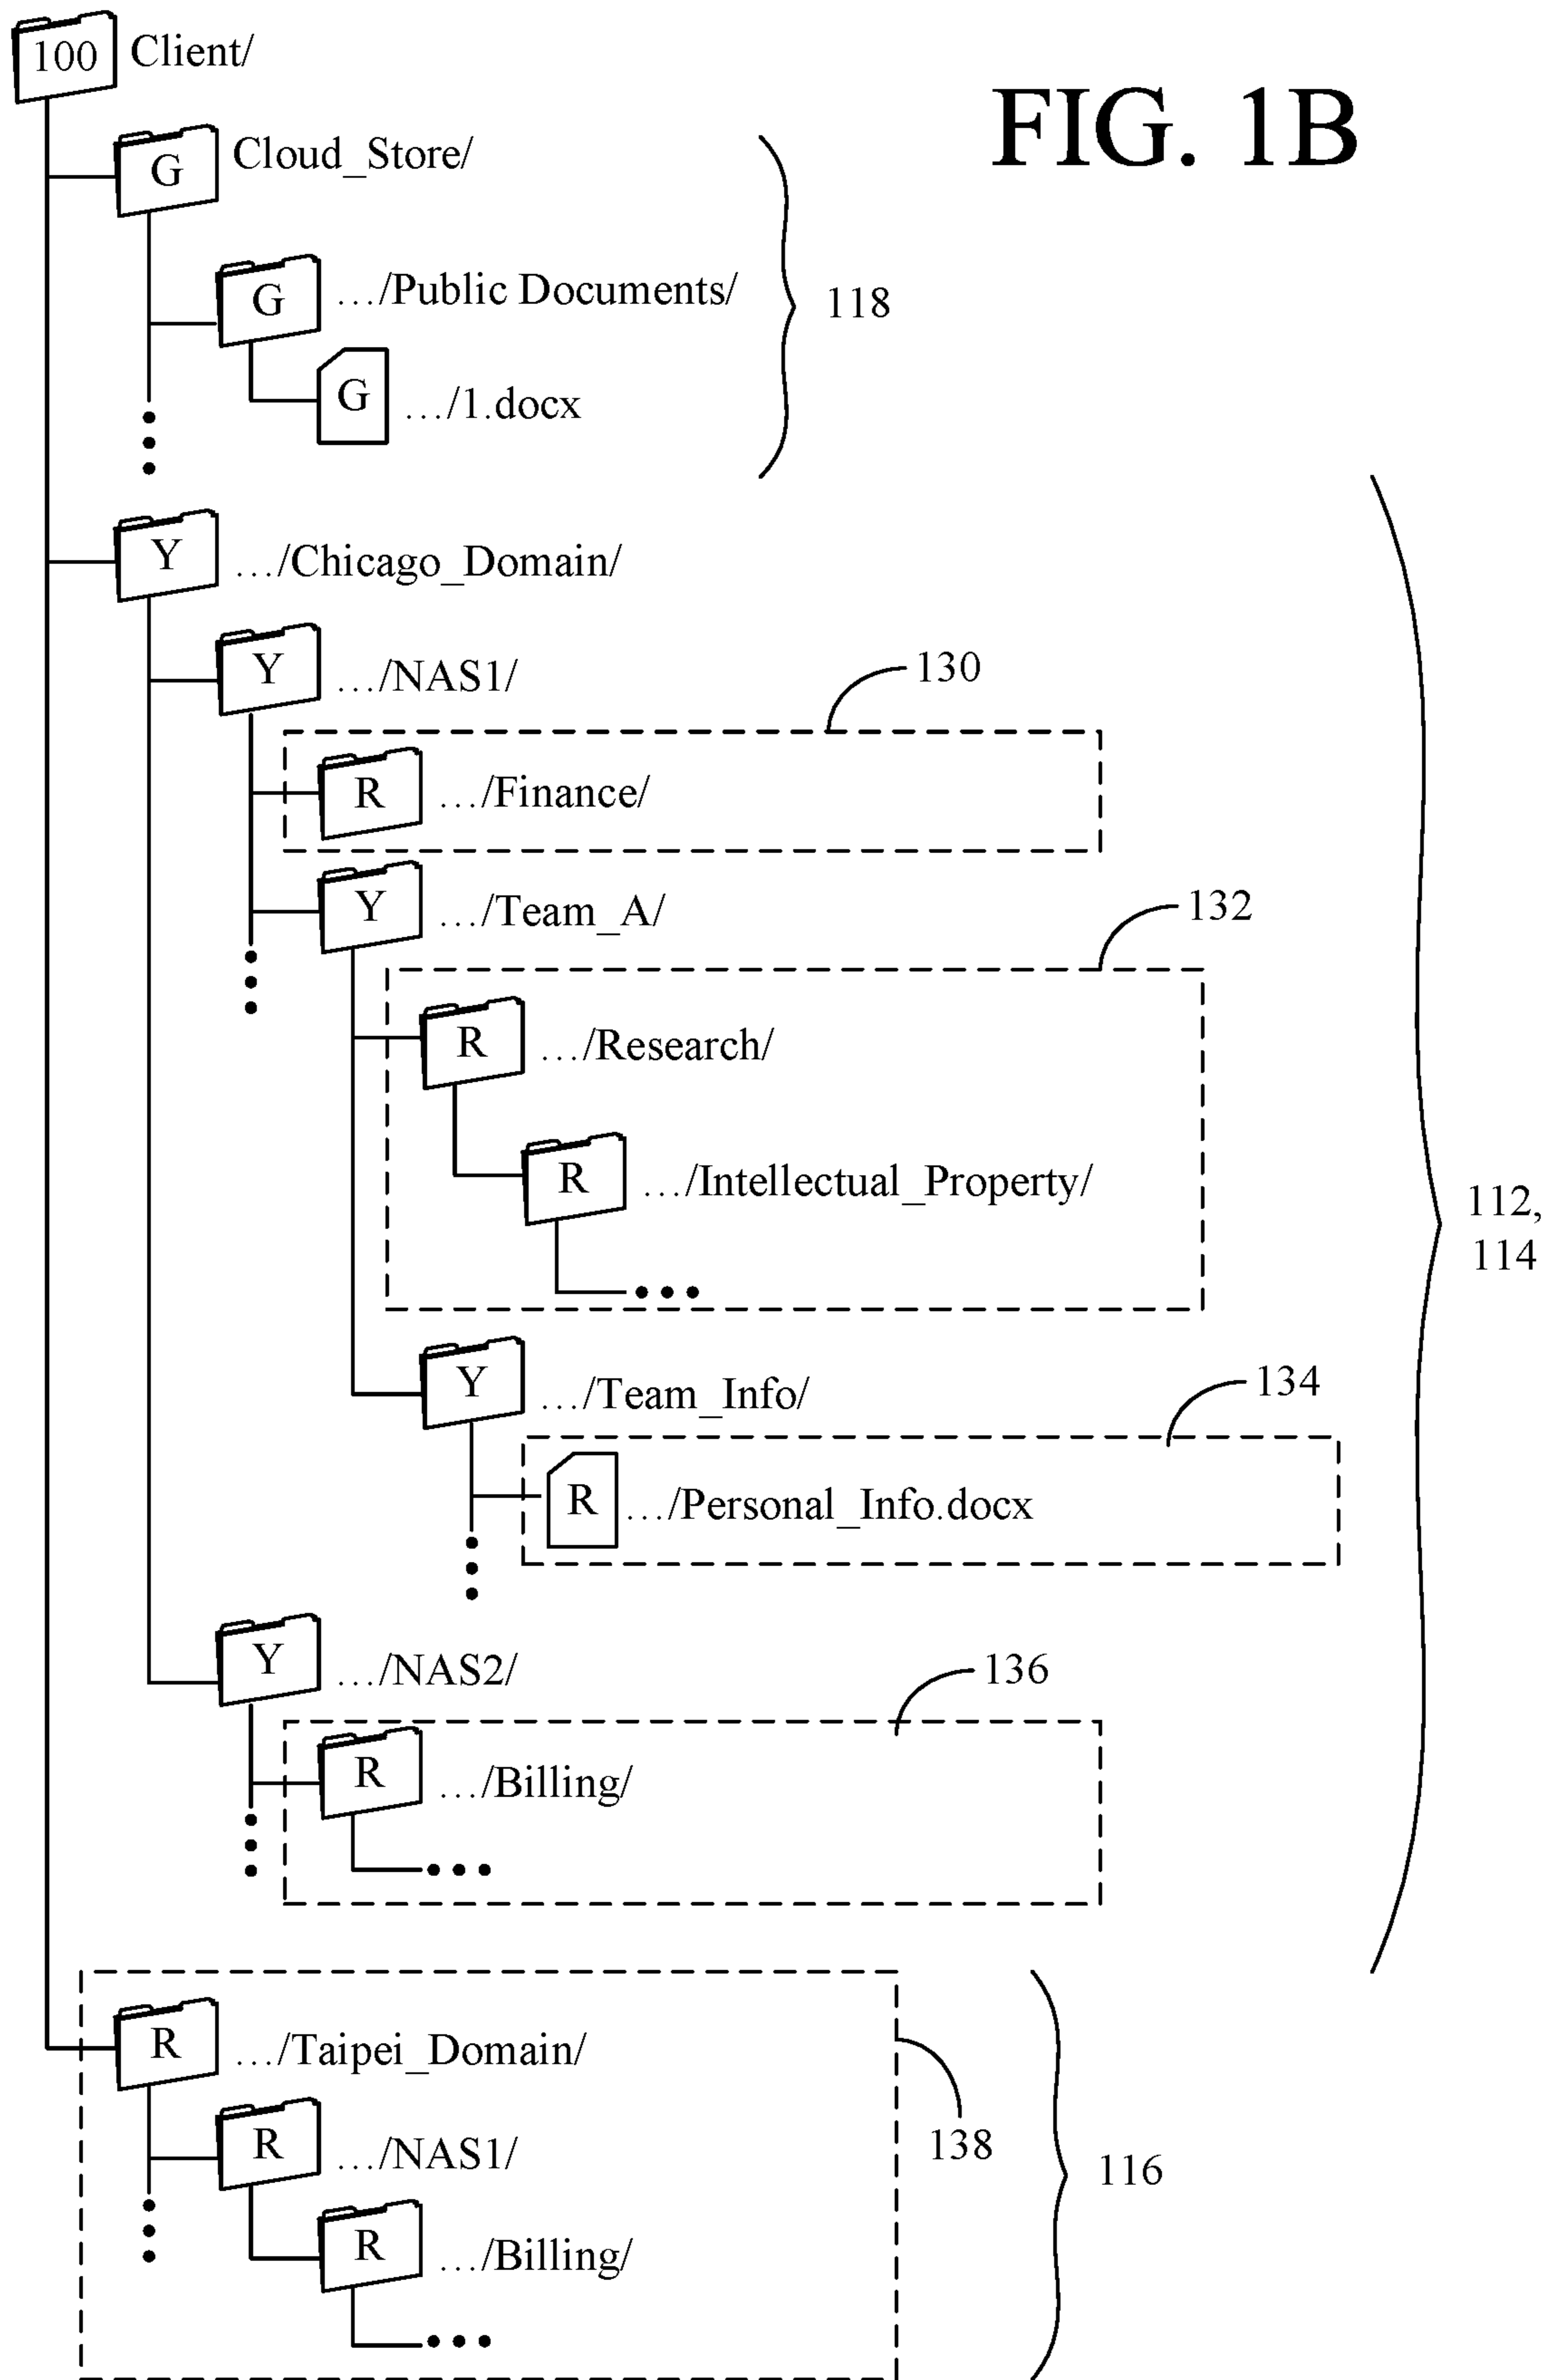 100 Client/
FIG. 1B
G Cloud_Store/
G .../Public Documents/
118
G .../1.docx
Y .../Chicago_Domain/
Y .../NAS1/
130
R .../Finance/
Y .../Team_A/
132
R .../Research/
R .../Intellectual_Property/
112,
114
Y .../Team_Info/
134
R .../Personal_Info.docx
Y .../NAS2/
136
R .../Billing/
R .../Taipei_Domain/
R .../NAS1/
138
116
R .../Billing/